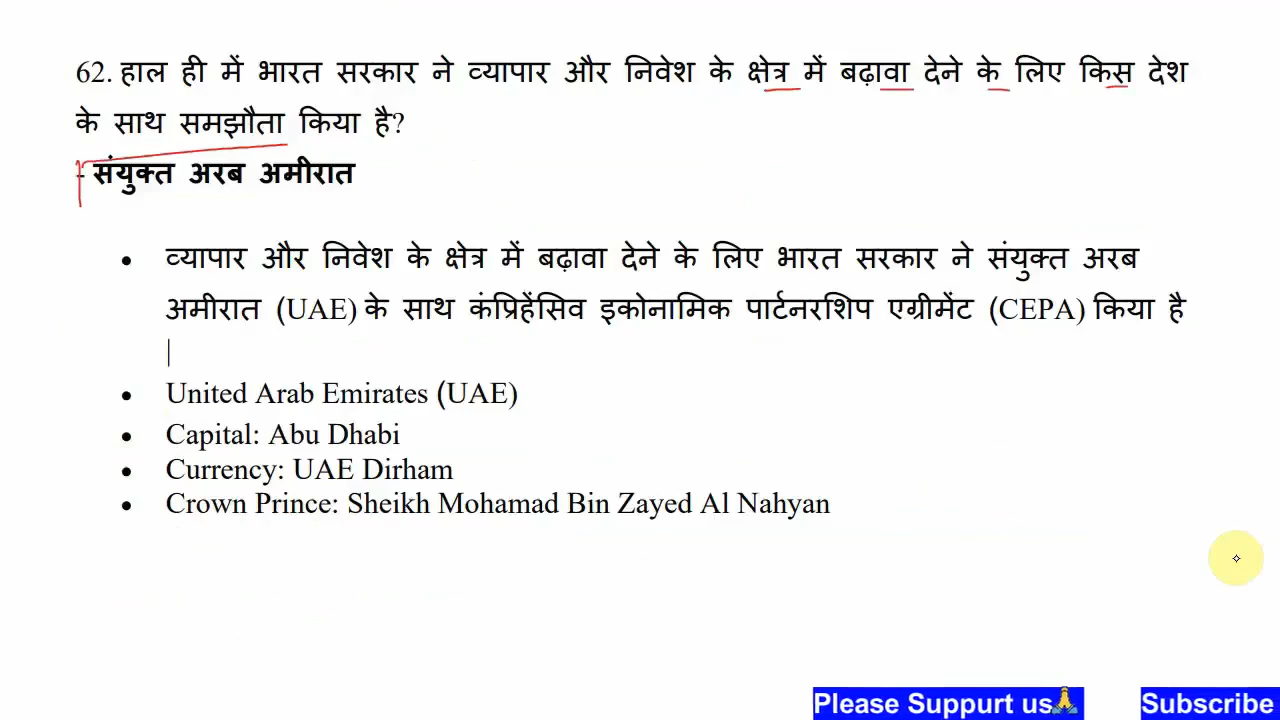 62. हाल ही में भारत सरकार ने व्यापार और निवेश के क्षेत्र में बढ़ावा देने के लिए किस देश
के साथ समझौता किया है?
- संयुक्त अरब अमीरात
• व्यापार और निवेश के क्षेत्र में बढ़ावा देने के लिए भारत सरकार ने संयुक्त अरब
अमीरात (UAE) के साथ कंप्रिहेंसिव इकोनामिक पार्टनरशिप एग्रीमेंट (CEPA) किया है
|
• United Arab Emirates (UAE)
• Capital: Abu Dhabi
• Currency: UAE Dirham
• Crown Prince: Sheikh Mohamad Bin Zayed Al Nahyan
Please Suppurt us🙏 Subscribe